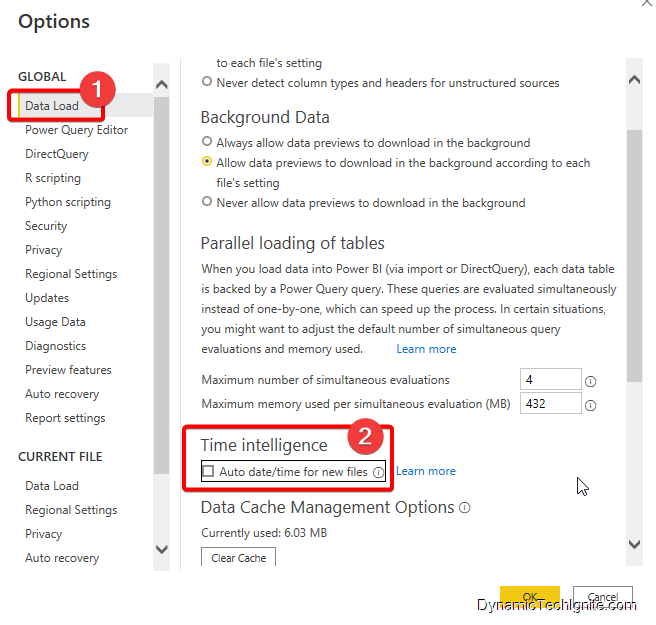 Options
GLOBAL
1
Data Load
Power Query Editor
DirectQuery
R scripting
Python scripting
Security
Privacy
Regional Settings
Updates
Usage Data
Diagnostics
Preview features
Auto recovery
Report settings
CURRENT FILE
Data Load
Regional Settings
Privacy
Auto recovery
to each file's setting
Never detect column types and headers for unstructured sources
Background Data
Always allow data previews to download in the background
Allow data previews to download in the background according to each
file's setting
Never allow data previews to download in the background
Parallel loading of tables
When you load data into Power BI (via import or DirectQuery), each data table
is backed by a Power Query query. These queries are evaluated simultaneously
instead of one-by-one, which can speed up the process. In certain situations,
you might want to adjust the default number of simultaneous query
evaluations and memory used. Learn more
Maximum number of simultaneous evaluations 4
Maximum memory used per simultaneous evaluation (MB) 432
Time intelligence 2
Auto date/time for new files Learn more
Data Cache Management Options
Currently used: 6.03 MB
Clear Cache
OK Cancel
DynamicTechIgnite.com